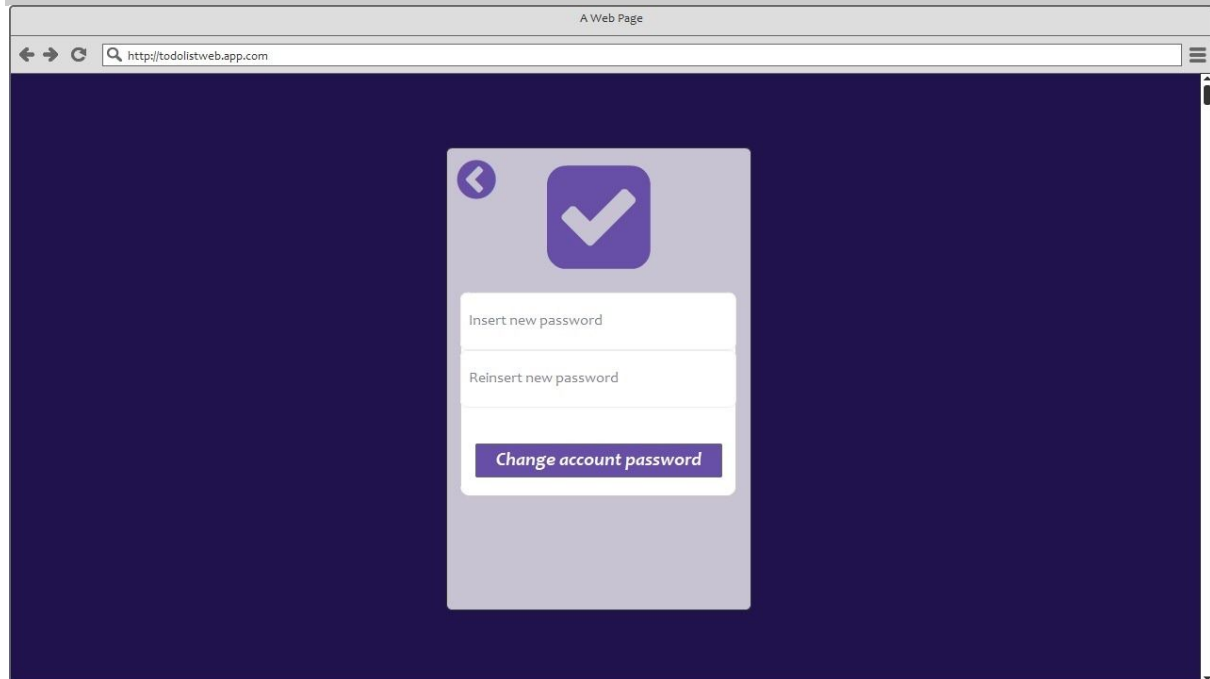 A Web Page
http://todolistweb.app.com
Insert new password
Reinsert new password
Change account password